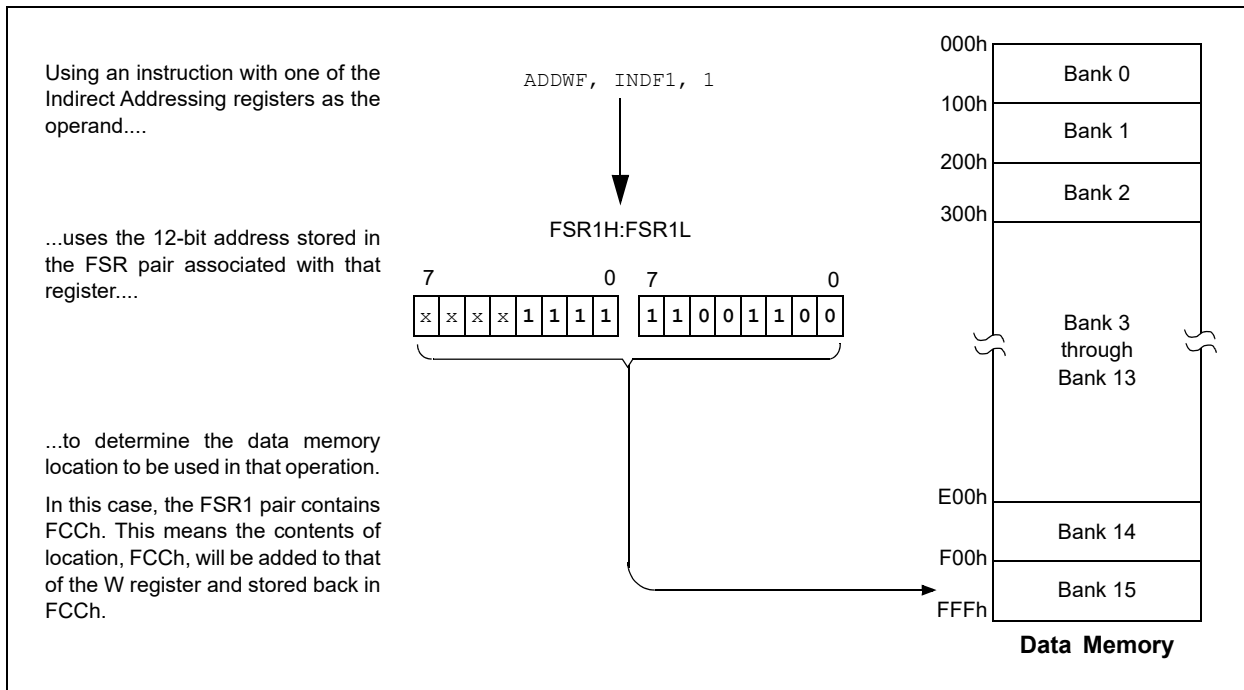 Using an instruction with one of the
Indirect Addressing registers as the
operand....
ADDWF, INDF1, 1
...uses the 12-bit address stored in
the FSR pair associated with that
register....
FSR1H:FSR1L
7 0 7 0
x x x x 1 1 1 1 1 1 0 0 1 1 0 0
...to determine the data memory
location to be used in that operation.
In this case, the FSR1 pair contains
FCCh. This means the contents of
location, FCCh, will be added to that
of the W register and stored back in
FCCh.
000h
Bank 0
100h
Bank 1
200h
Bank 2
300h
Bank 3
through
Bank 13
E00h
Bank 14
F00h
Bank 15
FFFh
Data Memory